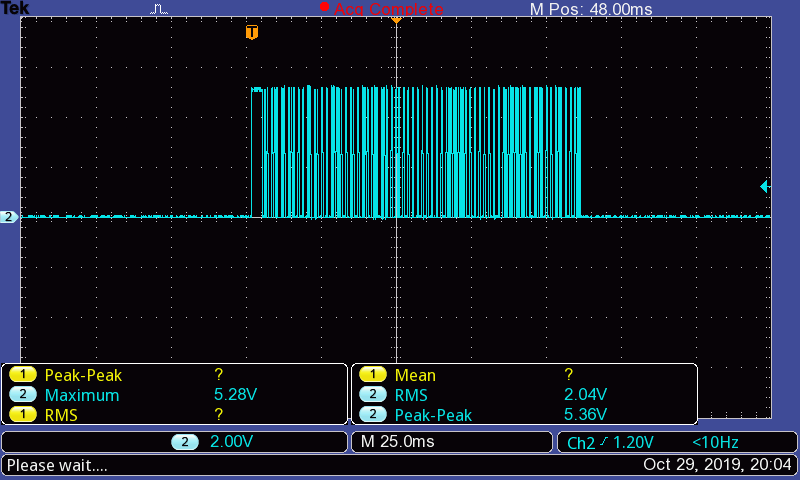 Tek Acq Complete M Pos: 48.00ms
T
2
1 Peak-Peak ? 1 Mean ?
2 Maximum 5.28V 2 RMS 2.04V
1 RMS ? 2 Peak-Peak 5.36V
2 2.00V M 25.0ms Ch2 1.20V <10Hz
Please wait.... Oct 29, 2019, 20:04